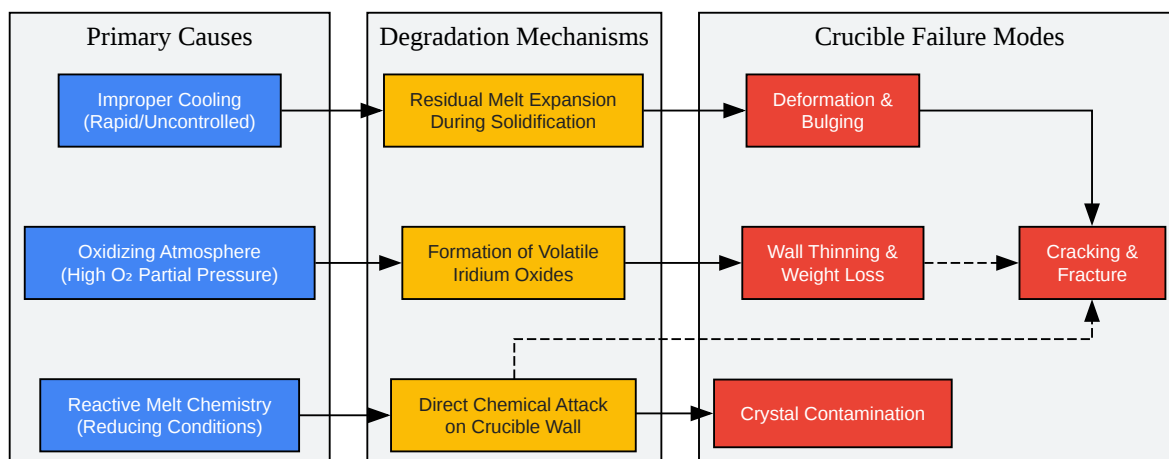 Primary Causes
Degradation Mechanisms
Crucible Failure Modes
Improper Cooling
(Rapid/Uncontrolled)
Residual Melt Expansion
During Solidification
Deformation &
Bulging
Oxidizing Atmosphere
(High O₂ Partial Pressure)
Formation of Volatile
Iridium Oxides
Wall Thinning &
Weight Loss
Cracking &
Fracture
Reactive Melt Chemistry
(Reducing Conditions)
Direct Chemical Attack
on Crucible Wall
Crystal Contamination